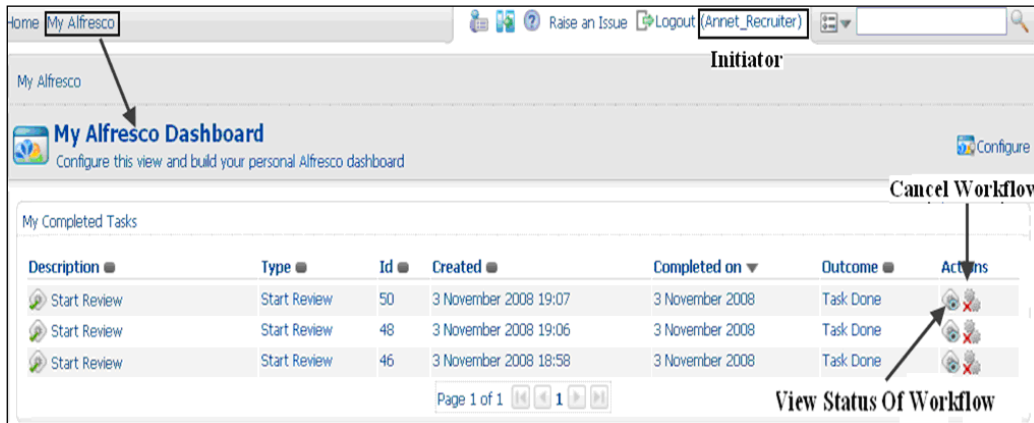 Home My Alfresco Raise an Issue Logout (Annet_Recruiter)
Initiator
My Alfresco
My Alfresco Dashboard
Configure this view and build your personal Alfresco dashboard
Configure
Cancel Workflow
My Completed Tasks
Description Type Id Created Completed on Outcome Actions
Start Review Start Review 50 3 November 2008 19:07 3 November 2008 Task Done
Start Review Start Review 48 3 November 2008 19:06 3 November 2008 Task Done
Start Review Start Review 46 3 November 2008 18:58 3 November 2008 Task Done
Page 1 of 1 1
View Status Of Workflow